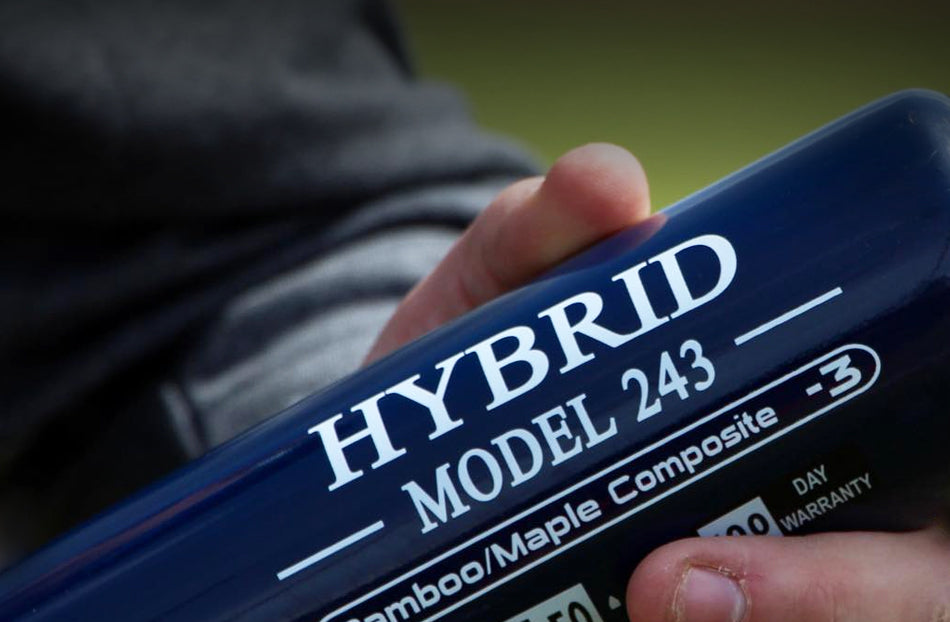 HYBRID
MODEL 243
Bamboo/Maple Composite -3
DAY
WARRANTY